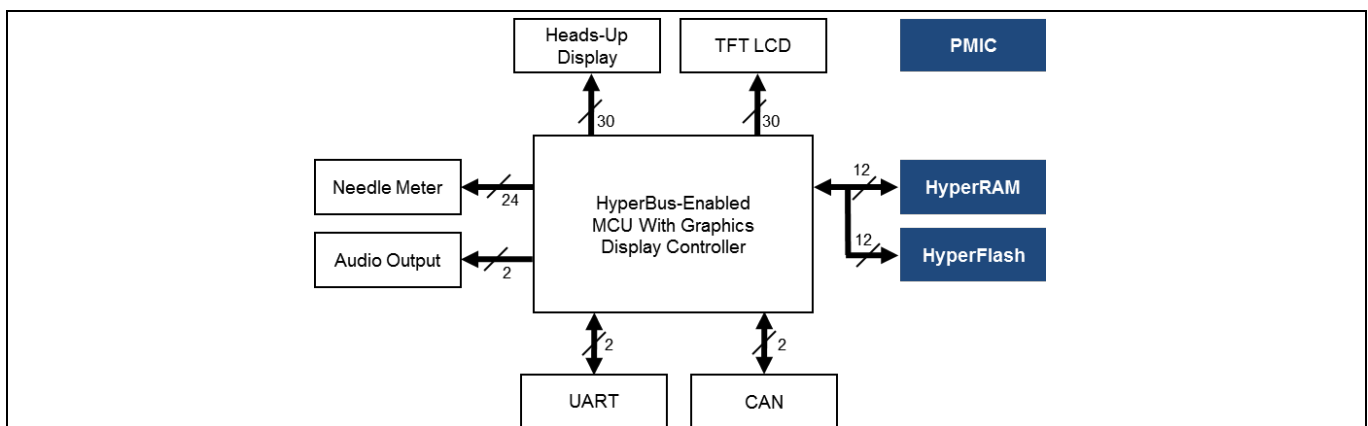 Heads-Up
Display
TFT LCD
PMIC
30
30
Needle Meter
24
HyperBus-Enabled
MCU With Graphics
Display Controller
12
HyperRAM
Audio Output
2
12
HyperFlash
2
2
UART
CAN